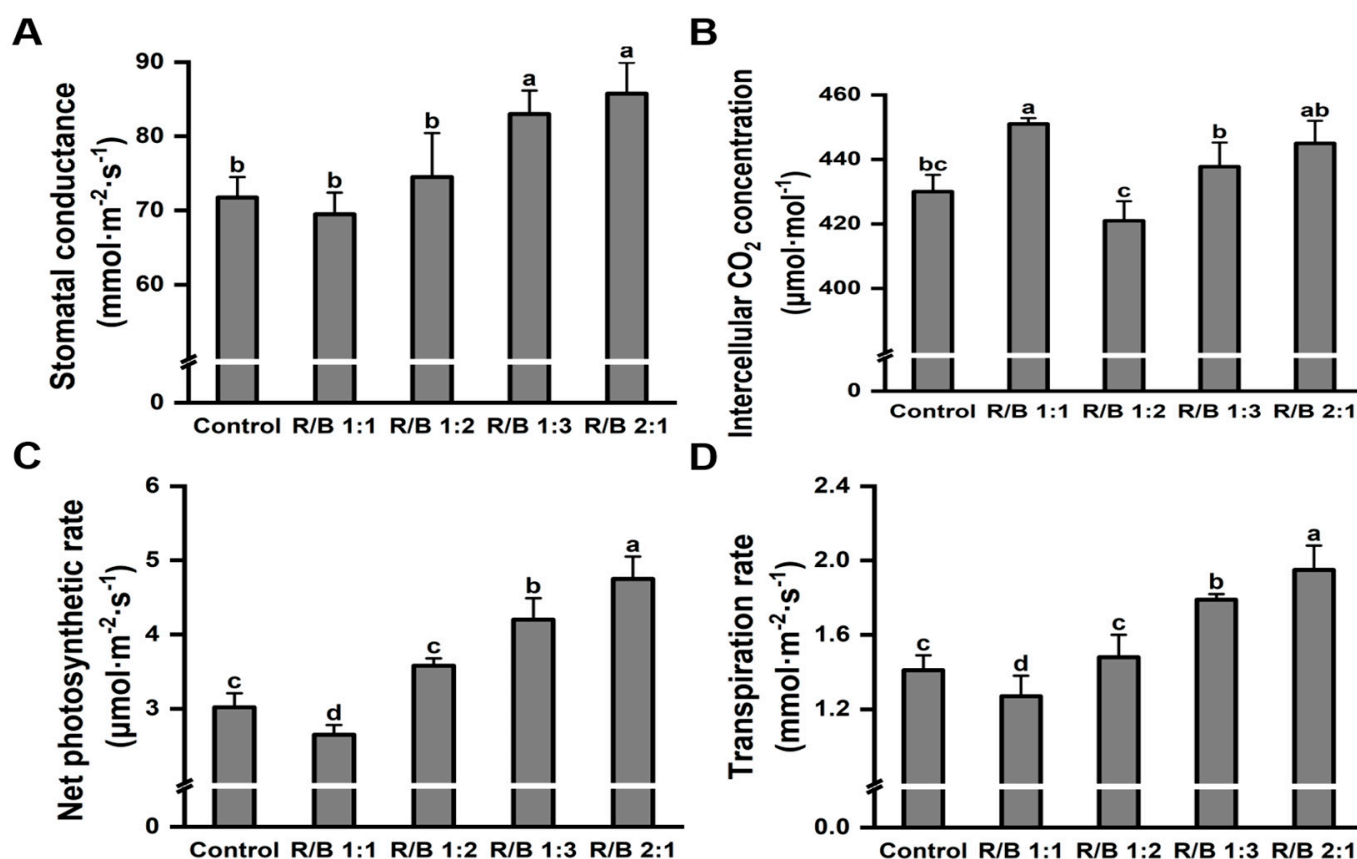 A
Stomatal conductance
(mmol·m⁻²·s⁻¹)
90
80
70
60
0
b
b
b
a
a
Control
R/B 1:1
R/B 1:2
R/B 1:3
R/B 2:1
B
Intercellular CO₂ concentration
(μmol·mol⁻¹)
460
440
420
400
0
bc
a
c
b
ab
Control
R/B 1:1
R/B 1:2
R/B 1:3
R/B 2:1
C
Net photosynthetic rate
(μmol·m⁻²·s⁻¹)
6
5
4
3
0
c
d
c
b
a
Control
R/B 1:1
R/B 1:2
R/B 1:3
R/B 2:1
D
Transpiration rate
(mmol·m⁻²·s⁻¹)
2.4
2.0
1.6
1.2
0.0
c
d
c
b
a
Control
R/B 1:1
R/B 1:2
R/B 1:3
R/B 2:1